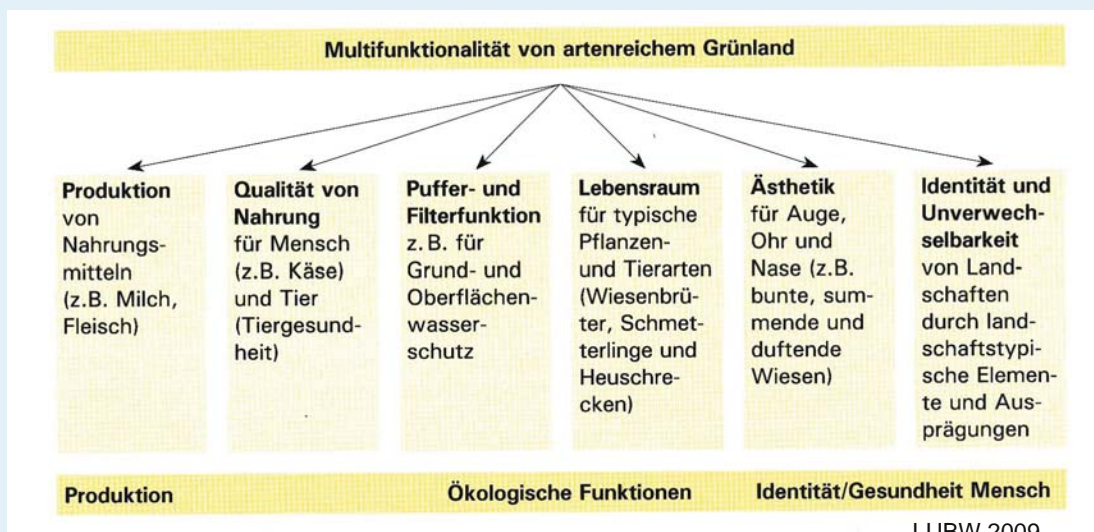 Multifunktionalität von artenreichem Grünland
Produktion
von
Nahrungs-
mitteln
(z.B. Milch,
Fleisch)
Qualität von
Nahrung
für Mensch
(z.B. Käse)
und Tier
(Tiergesund-
heit)
Puffer- und
Filterfunktion
z. B. für
Grund- und
Oberflächen-
wasser-
schutz
Lebensraum
für typische
Pflanzen-
und Tierarten
(Wiesenbrü-
ter, Schmet-
terlinge und
Heuschre-
cken)
Ästhetik
für Auge,
Ohr und
Nase (z.B.
bunte, sum-
mende und
duftende
Wiesen)
Identität und
Unverwech-
selbarkeit
von Land-
schaften
durch land-
schaftstypi-
sche Elemen-
te und Aus-
prägungen
Produktion
Ökologische Funktionen
Identität/Gesundheit Mensch
LUBW 2009